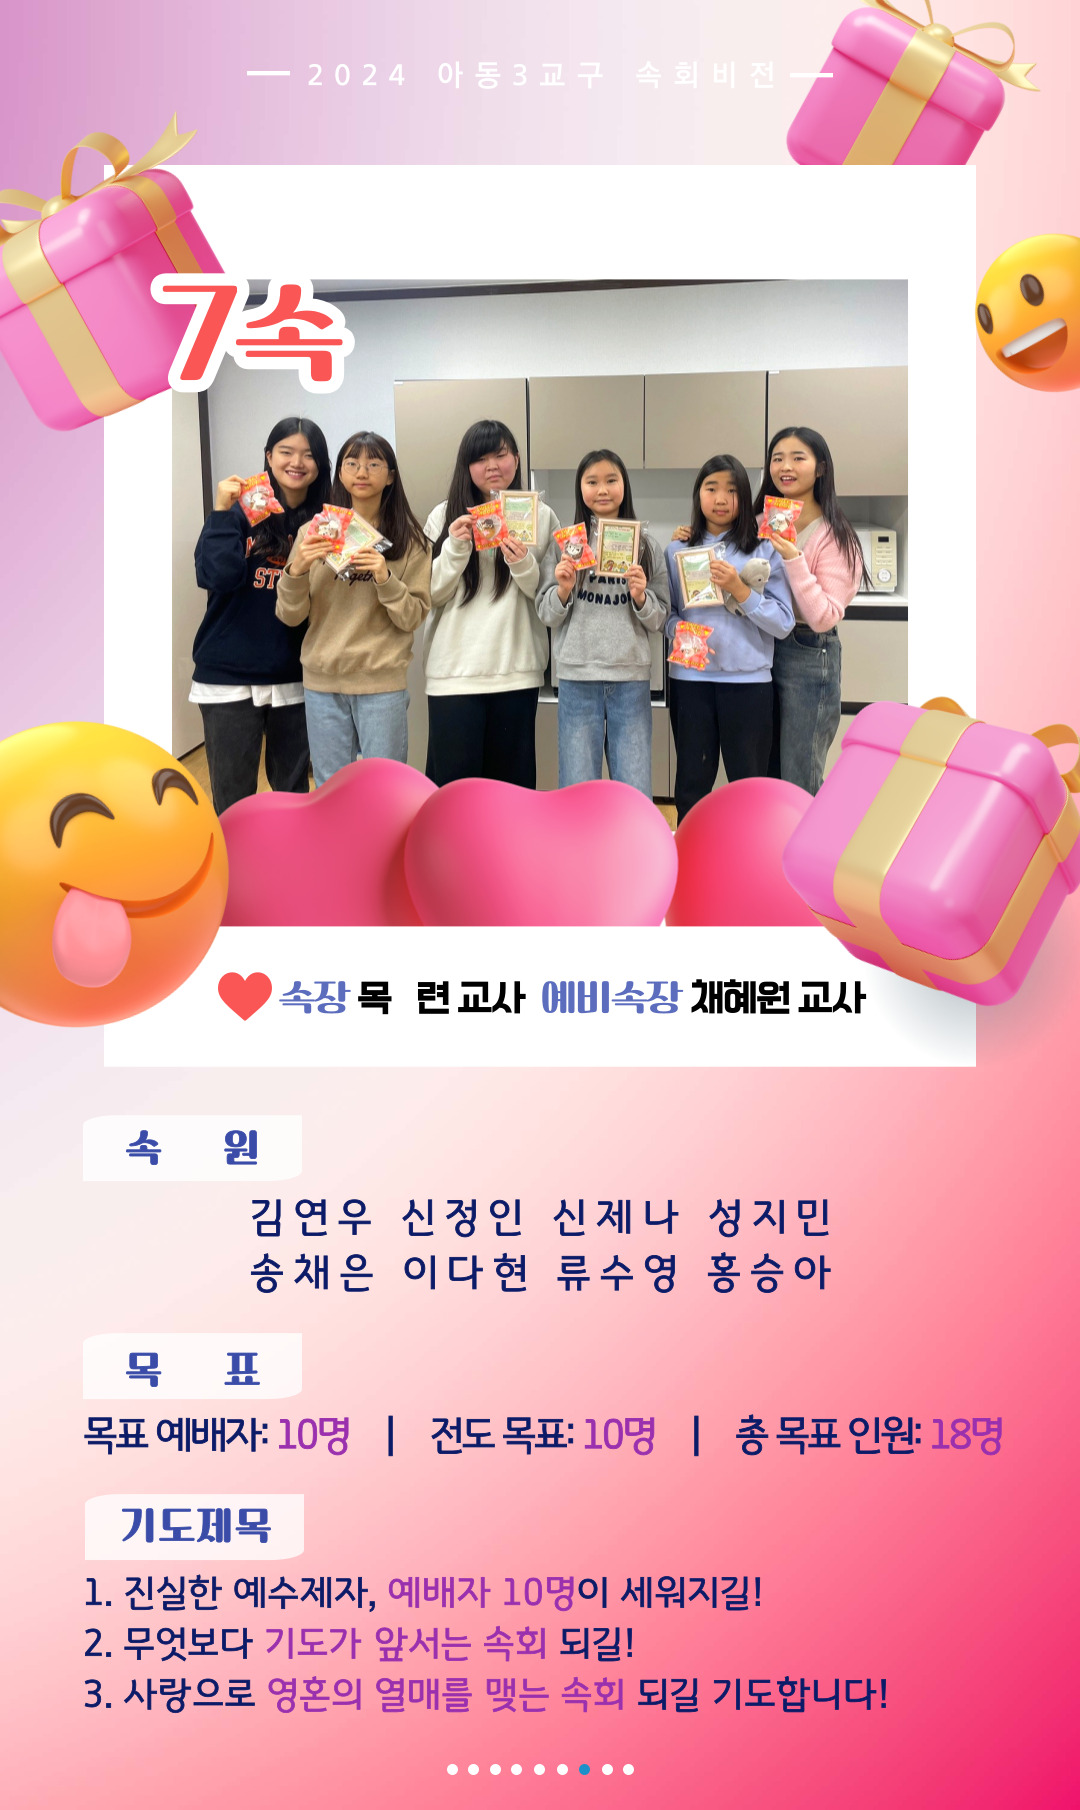 2024 아동3교구 속회비전
7속
PARIS
MONAJO
속장 목 련 교사 예비속장 채혜원 교사
속 원
김연우 신정인 신제나 성지민
송채은 이다현 류수영 홍승아
목 표
목표 예배자: 10명 | 전도 목표: 10명 | 총 목표 인원: 18명
기도제목
1. 진실한 예수제자, 예배자 10명이 세워지길!
2. 무엇보다 기도가 앞서는 속회 되길!
3. 사랑으로 영혼의 열매를 맺는 속회 되길 기도합니다!